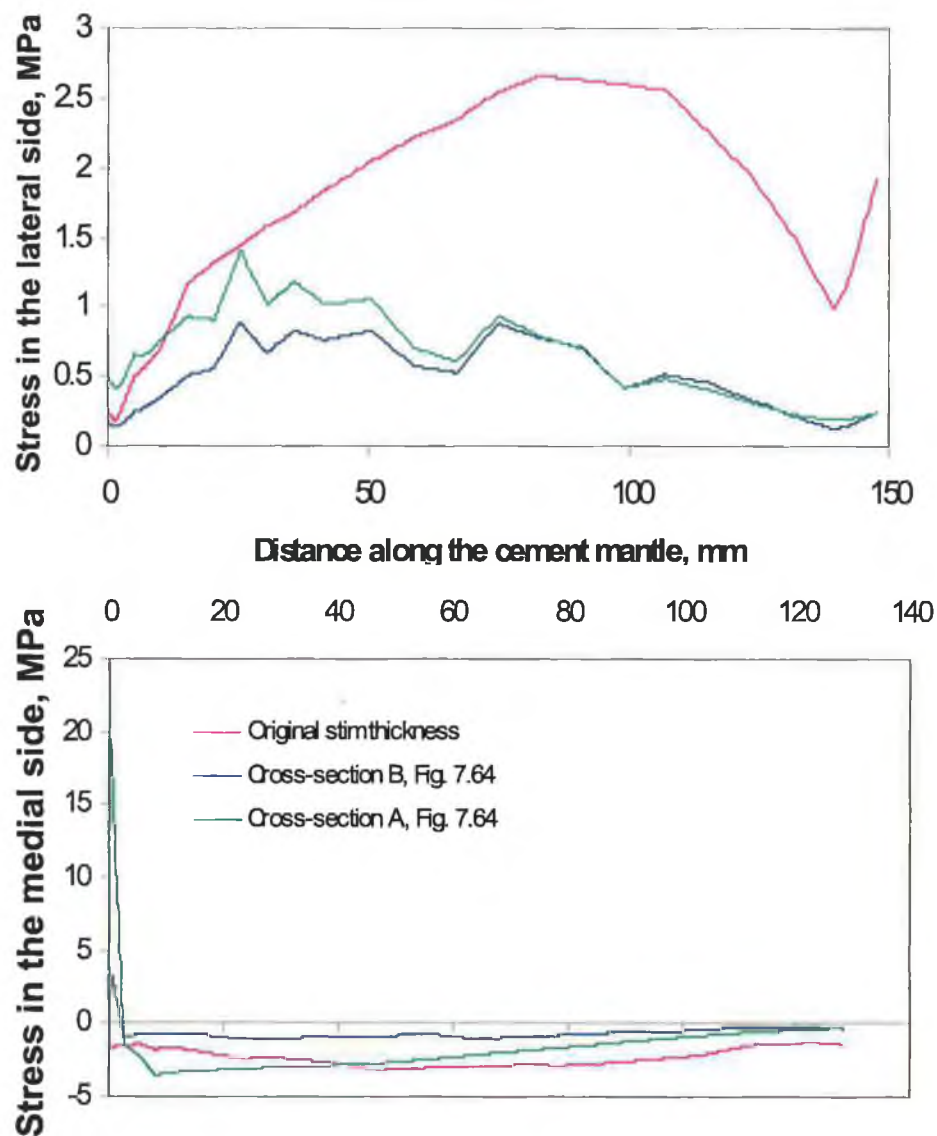 Stress in the lateral side, MPa
3
2.5
2
1.5
1
0.5
0
0 50 100 150
Distance along the cement mantle, mm
0 20 40 60 80 100 120 140
Stress in the medial side, MPa
25
20
15
10
5
0
-5
Original stimthickness
Cross-section B, Fig. 7.64
Cross-section A, Fig. 7.64